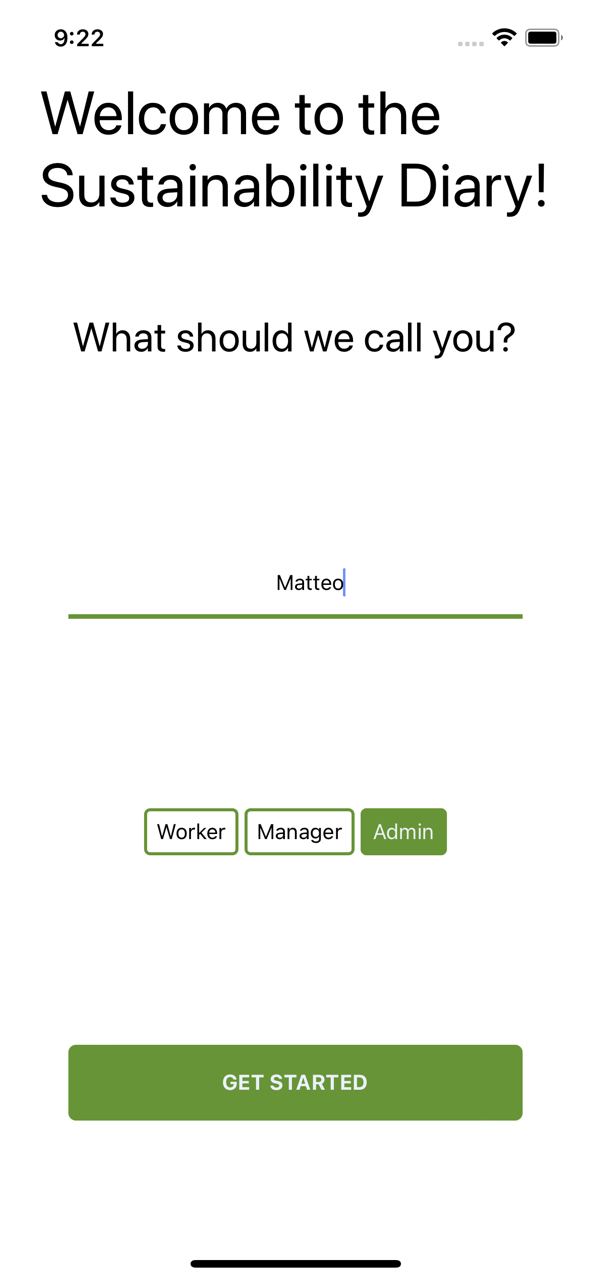 9:22
Welcome to the
Sustainability Diary!
What should we call you?
Matteo
Worker Manager Admin
GET STARTED